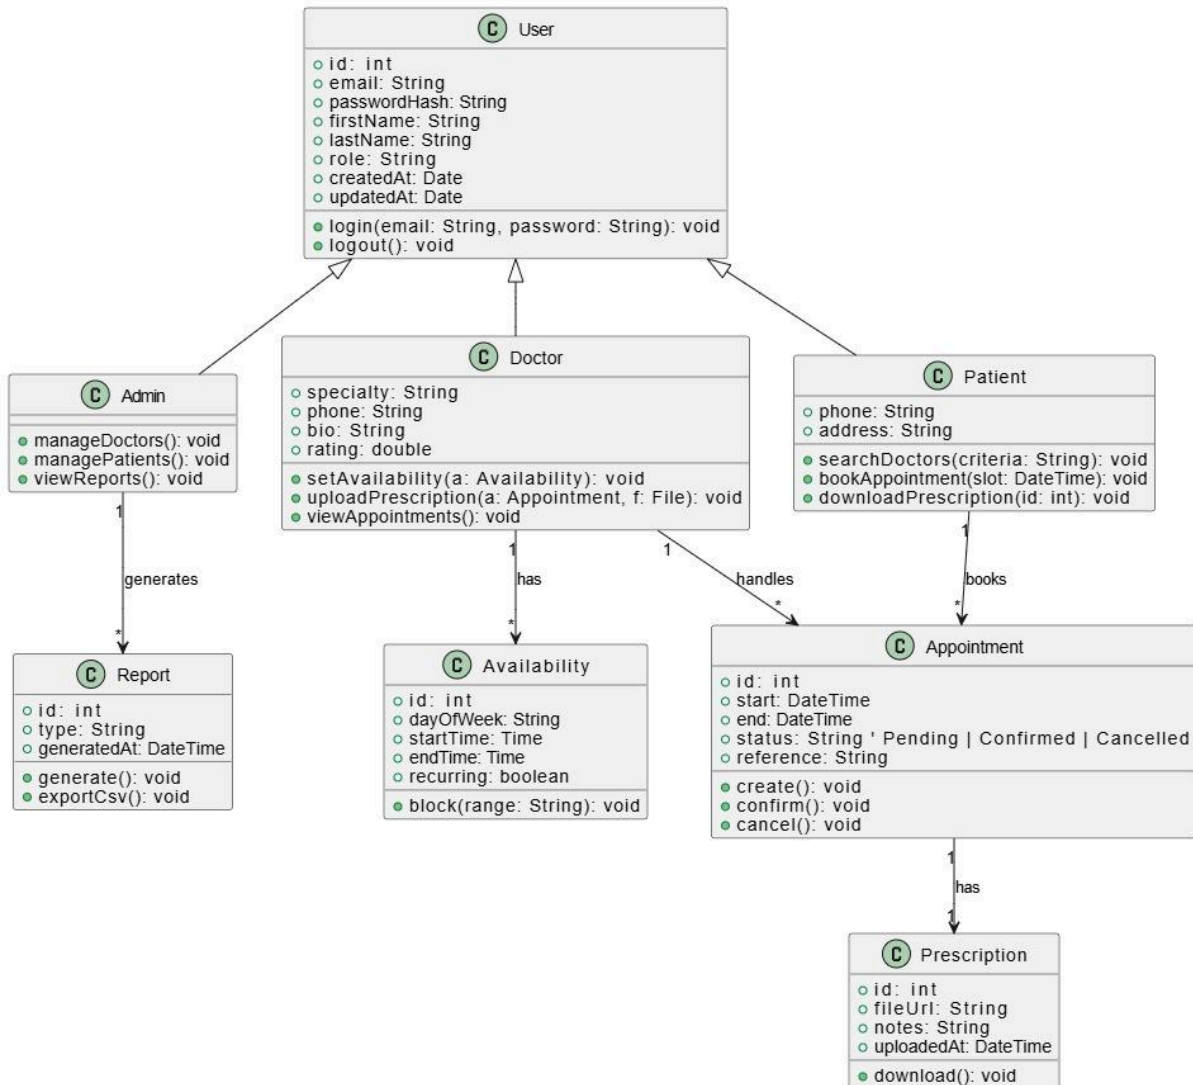 C User
id: int
email: String
passwordHash: String
firstName: String
lastName: String
role: String
createdAt: Date
updatedAt: Date
login(email: String, password: String): void
logout(): void
C Admin
manageDoctors(): void
managePatients(): void
viewReports(): void
C Doctor
specialty: String
phone: String
bio: String
rating: double
setAvailability(a: Availability): void
uploadPrescription(a: Appointment, f: File): void
viewAppointments(): void
C Patient
phone: String
address: String
searchDoctors(criteria: String): void
bookAppointment(slot: DateTime): void
downloadPrescription(id: int): void
1
generates
*
1
has
*
1
handles
*
1
books
*
C Report
id: int
type: String
generatedAt: DateTime
generate(): void
exportCsv(): void
C Availability
id: int
dayOfWeek: String
startTime: Time
endTime: Time
recurring: boolean
block(range: String): void
C Appointment
id: int
start: DateTime
end: DateTime
status: String ' Pending | Confirmed | Cancelled
reference: String
create(): void
confirm(): void
cancel(): void
1
has
1
C Prescription
id: int
fileUrl: String
notes: String
uploadedAt: DateTime
download(): void